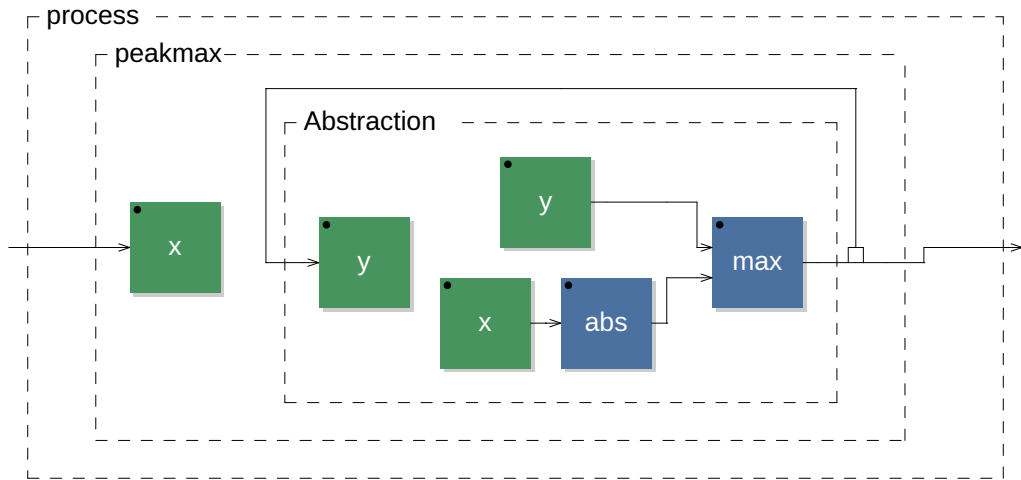 process
peakmax
Abstraction
y
x
y
max
x
abs